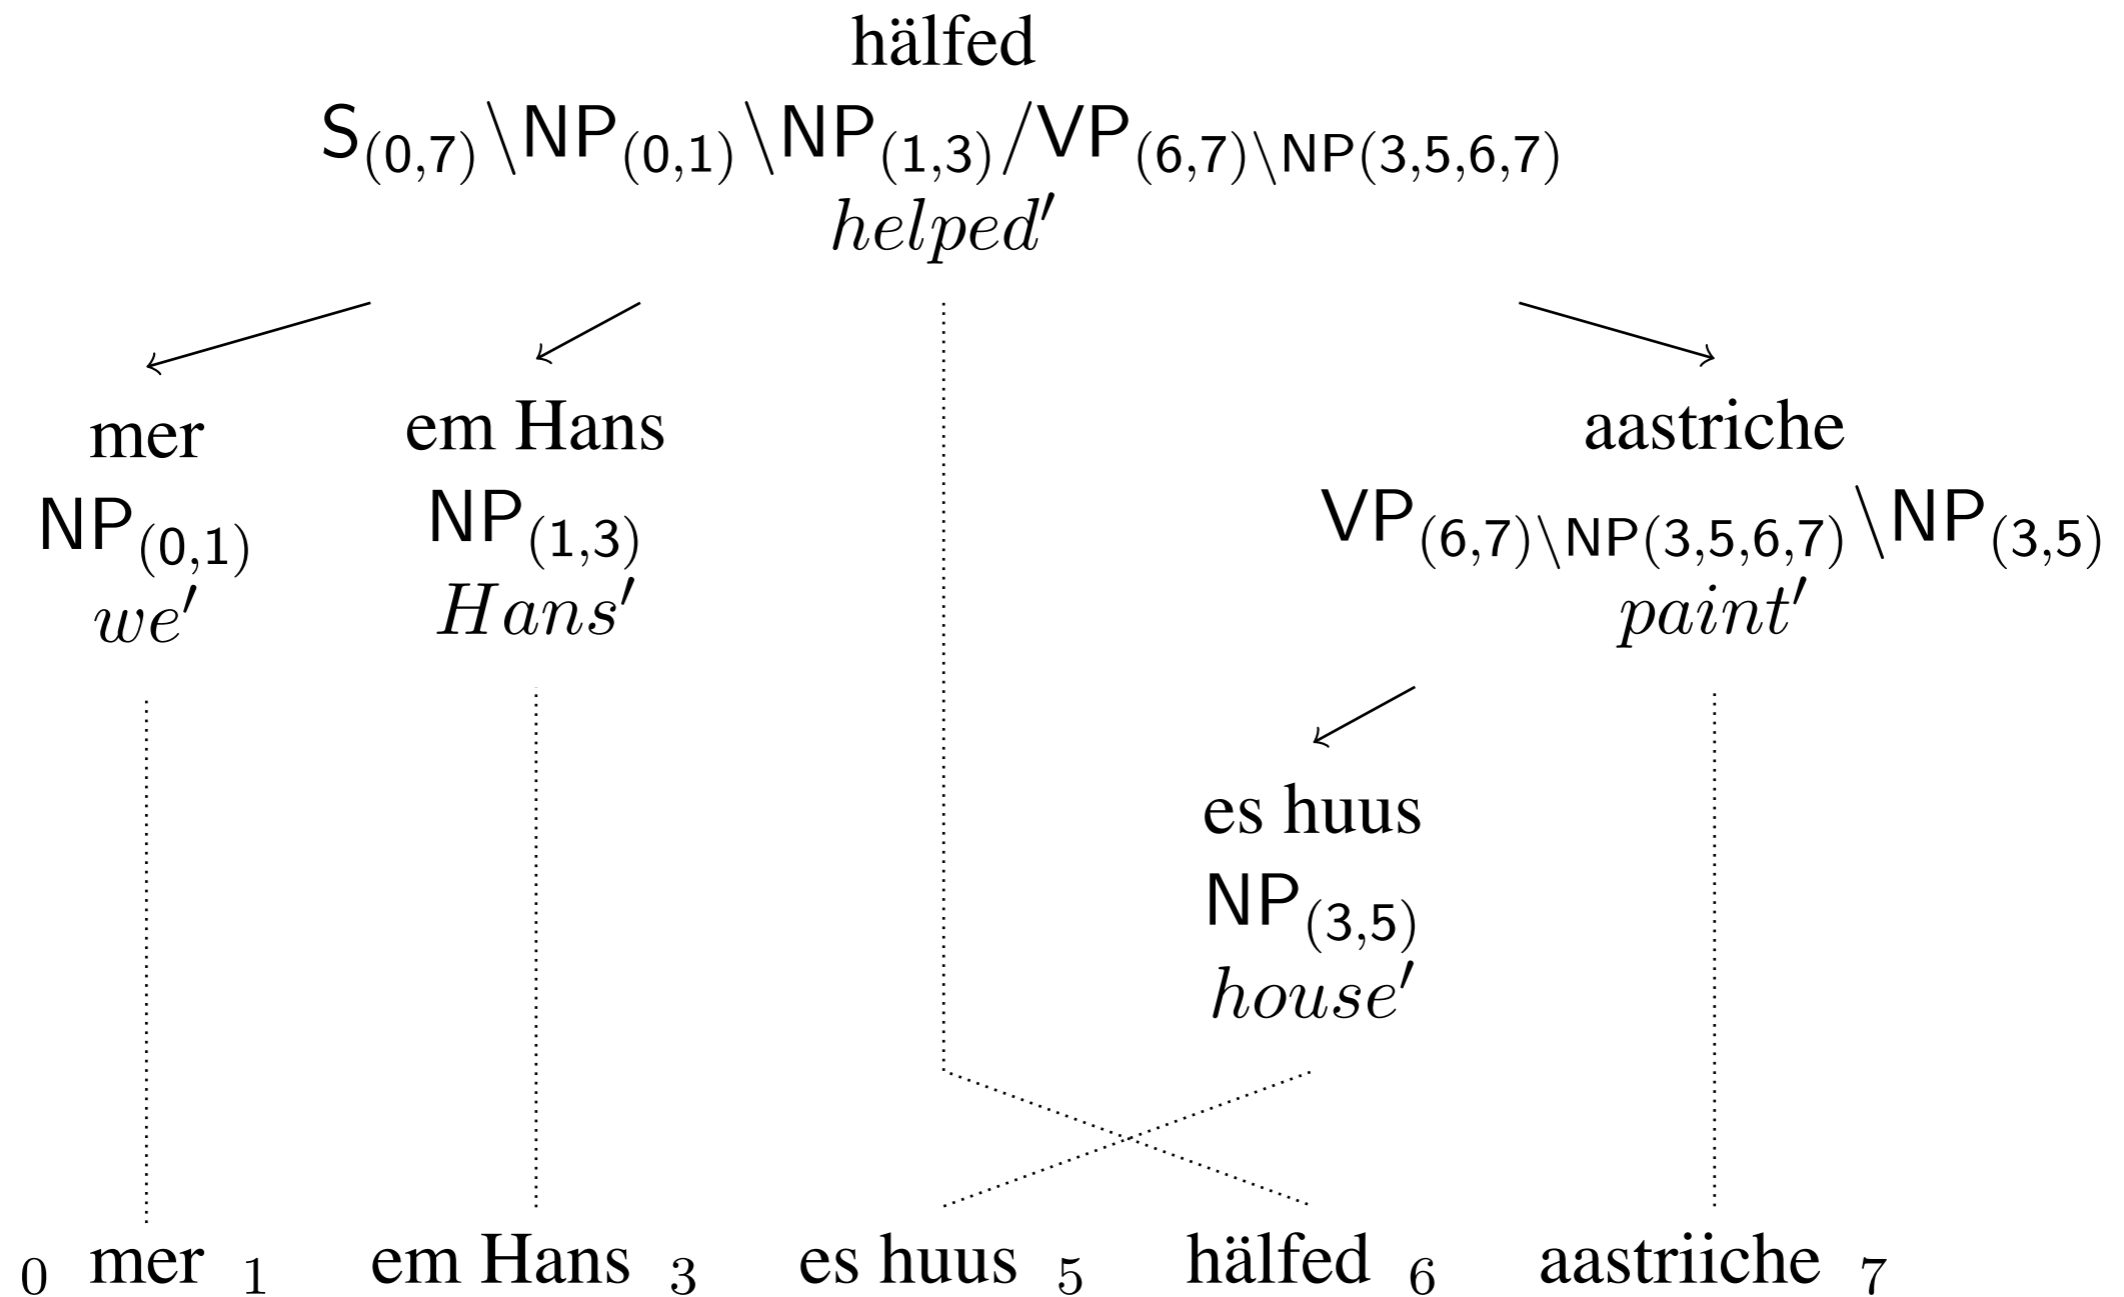 hälfed
S(0,7)\NP(0,1)\NP(1,3)/VP(6,7)\NP(3,5,6,7)
helped′
mer
NP(0,1)
we′
em Hans
NP(1,3)
Hans′
aastriche
VP(6,7)\NP(3,5,6,7)\NP(3,5)
paint′
es huus
NP(3,5)
house′
0 mer 1 em Hans 3 es huus 5 hälfed 6 aastriiche 7